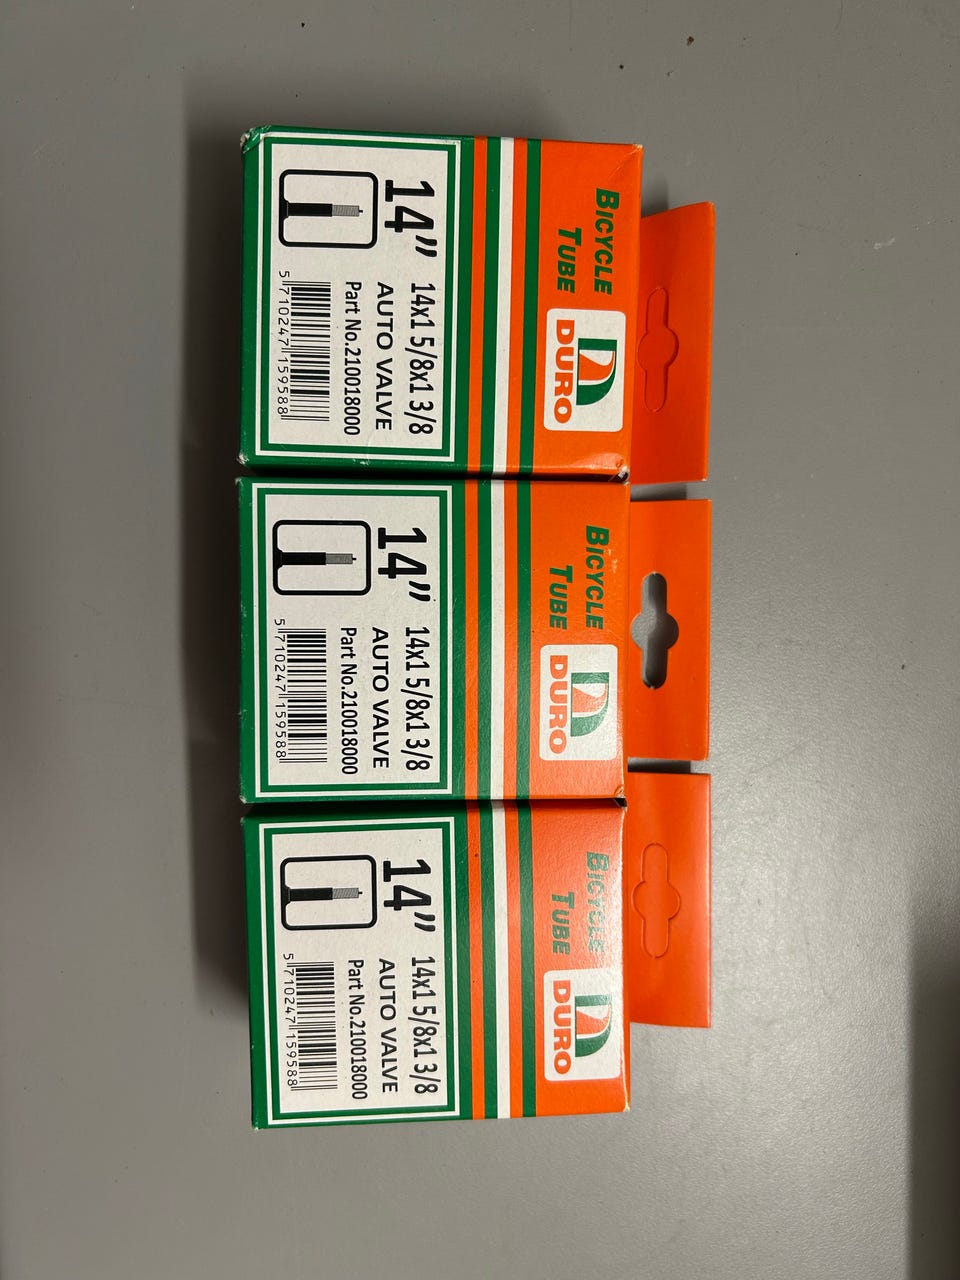 BICYCLE
TUBE
DURO
14"
14x1 5/8x1 3/8
AUTO VALVE
Part No.210018000
5 710247 159588
BICYCLE
TUBE
DURO
14"
14x1 5/8x1 3/8
AUTO VALVE
Part No.210018000
5 710247 159588
BICYCLE
TUBE
DURO
14"
14x1 5/8x1 3/8
AUTO VALVE
Part No.210018000
5 710247 159588